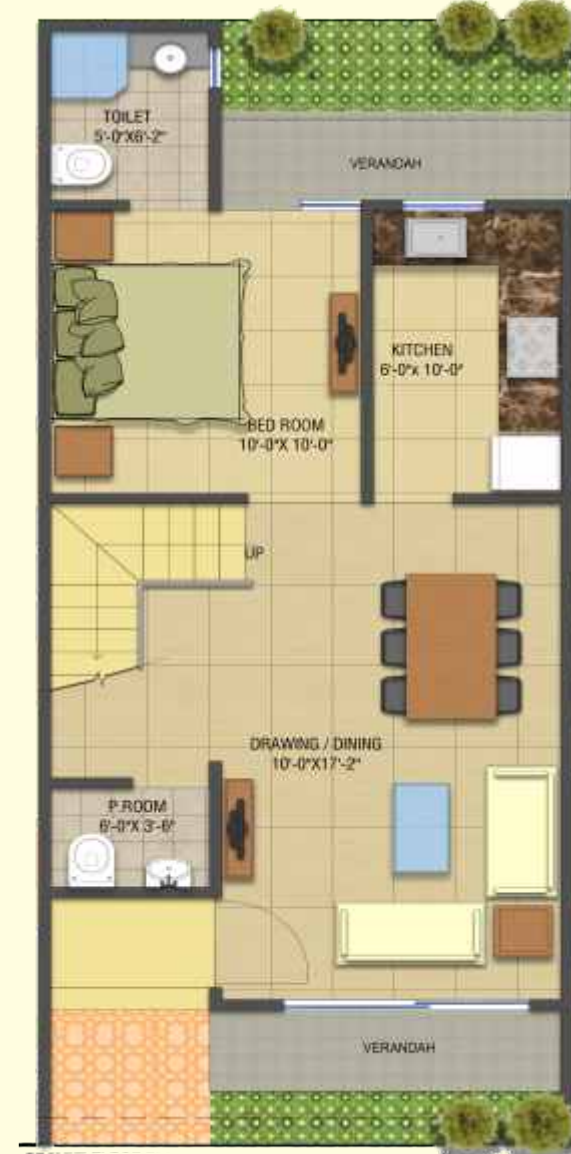 TOILET
5'-0"X6'-2"
VERANDAH
KITCHEN
6'-0"x 10'-0"
BED ROOM
10'-0"X 10'-0"
UP
DRAWING / DINING
10'-0"X17'-2"
P.ROOM
6'-0"X 3'-6"
VERANDAH